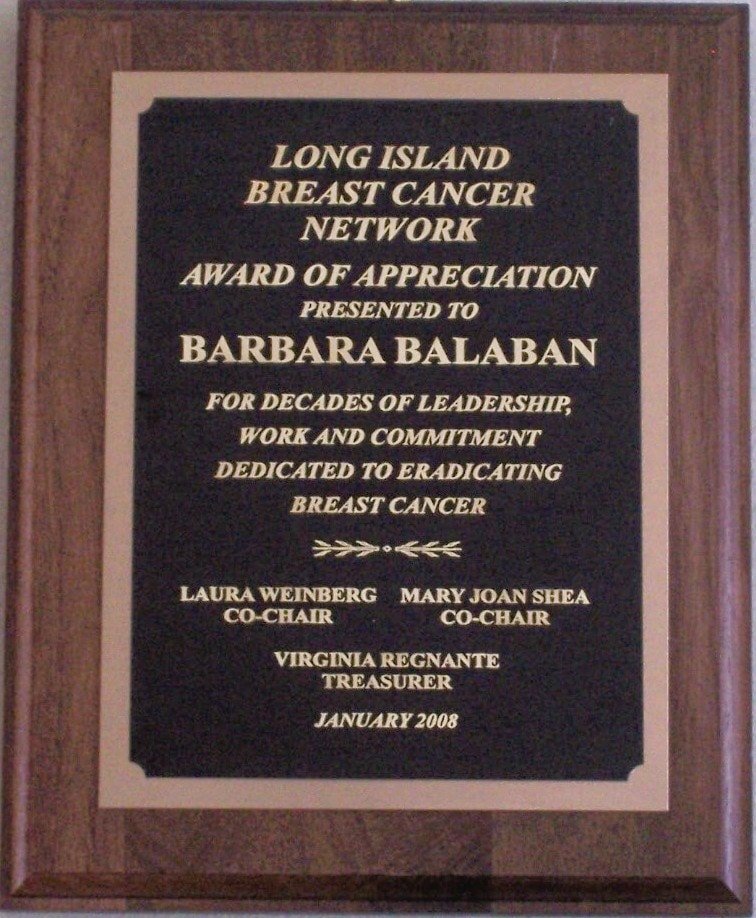 LONG ISLAND
BREAST CANCER
NETWORK
AWARD OF APPRECIATION
PRESENTED TO
BARBARA BALABAN
FOR DECADES OF LEADERSHIP,
WORK AND COMMITMENT
DEDICATED TO ERADICATING
BREAST CANCER
LAURA WEINBERG MARY JOAN SHEA
CO-CHAIR CO-CHAIR
VIRGINIA REGNANTE
TREASURER
JANUARY 2008